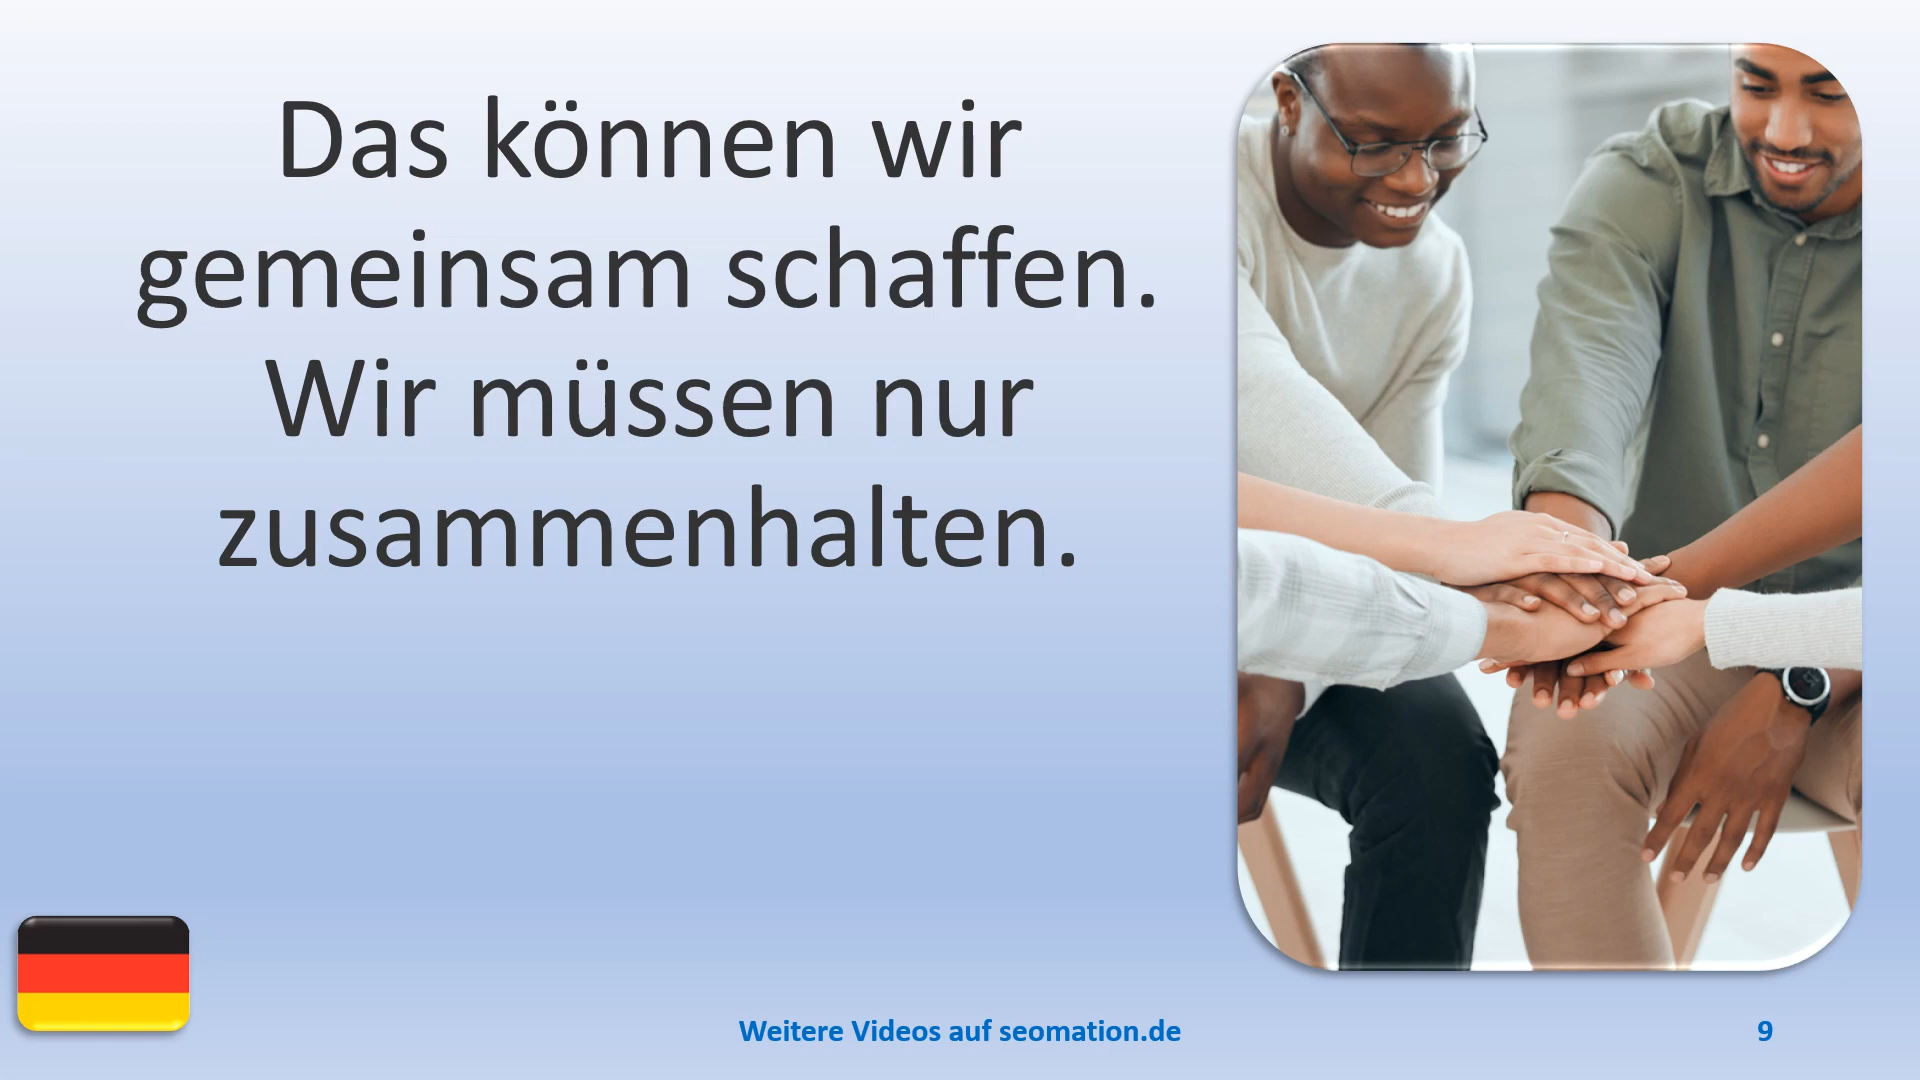 Das können wir
gemeinsam schaffen.
Wir müssen nur
zusammenhalten.
Weitere Videos auf seomation.de
9